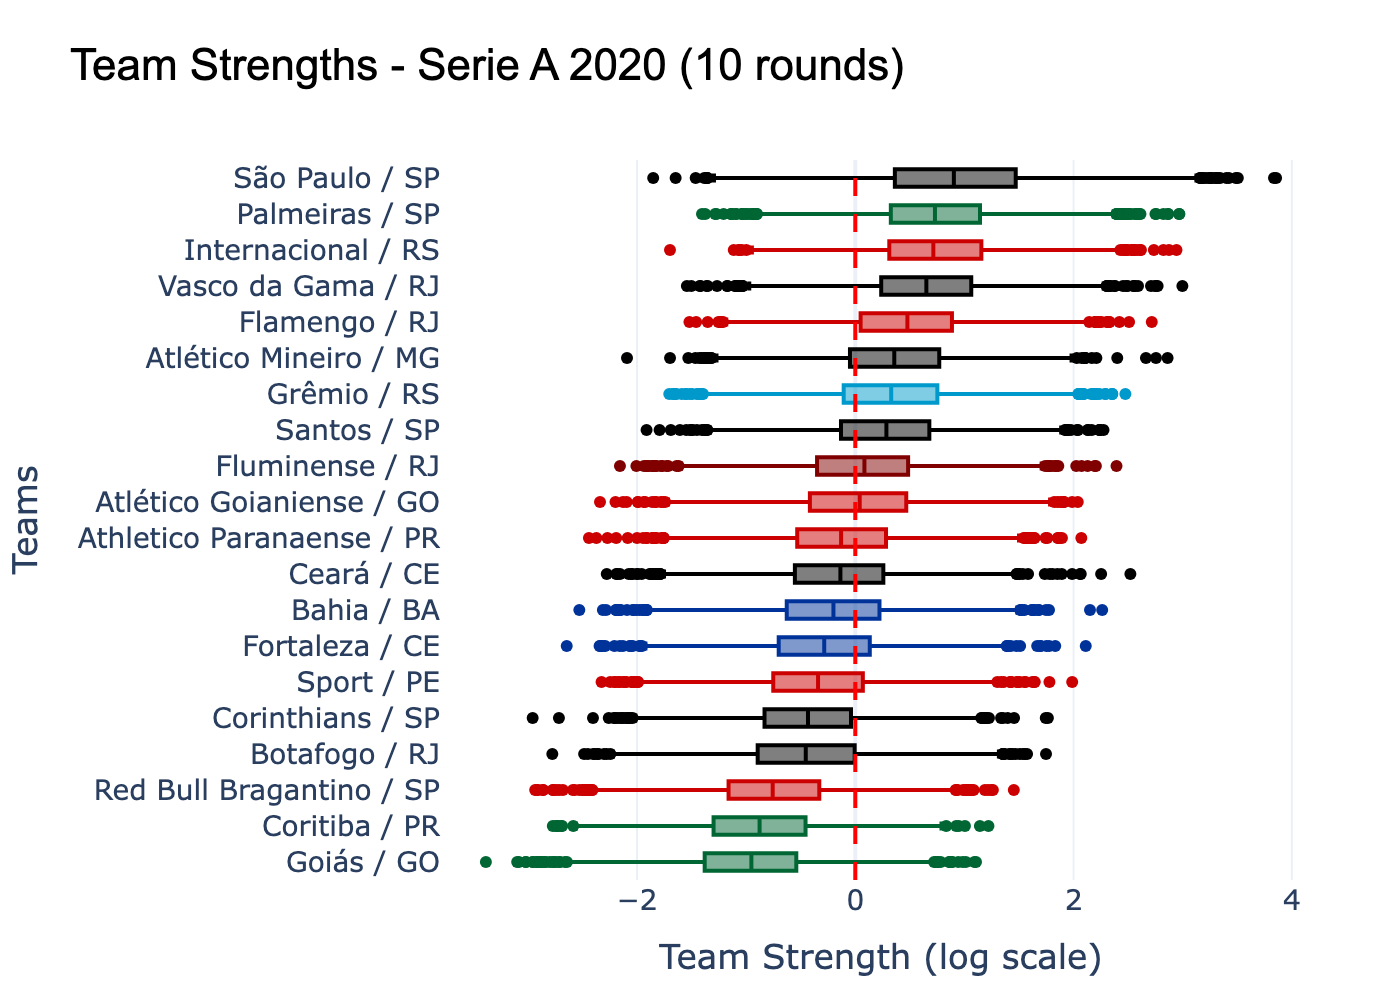 Team Strengths - Serie A 2020 (10 rounds)
São Paulo / SP
Palmeiras / SP
Internacional / RS
Vasco da Gama / RJ
Flamengo / RJ
Atlético Mineiro / MG
Grêmio / RS
Santos / SP
Fluminense / RJ
Atlético Goianiense / GO
Athletico Paranaense / PR
Ceará / CE
Bahia / BA
Fortaleza / CE
Sport / PE
Corinthians / SP
Botafogo / RJ
Red Bull Bragantino / SP
Coritiba / PR
Goiás / GO
Teams
−2 0 2 4
Team Strength (log scale)